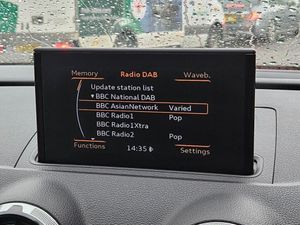 Memory Radio DAB Waveb.
Update station list
▼ BBC National DAB
BBC AsianNetwork Varied
BBC Radio1 Pop
BBC Radio1Xtra
BBC Radio2 Pop
Functions 14:35 Settings